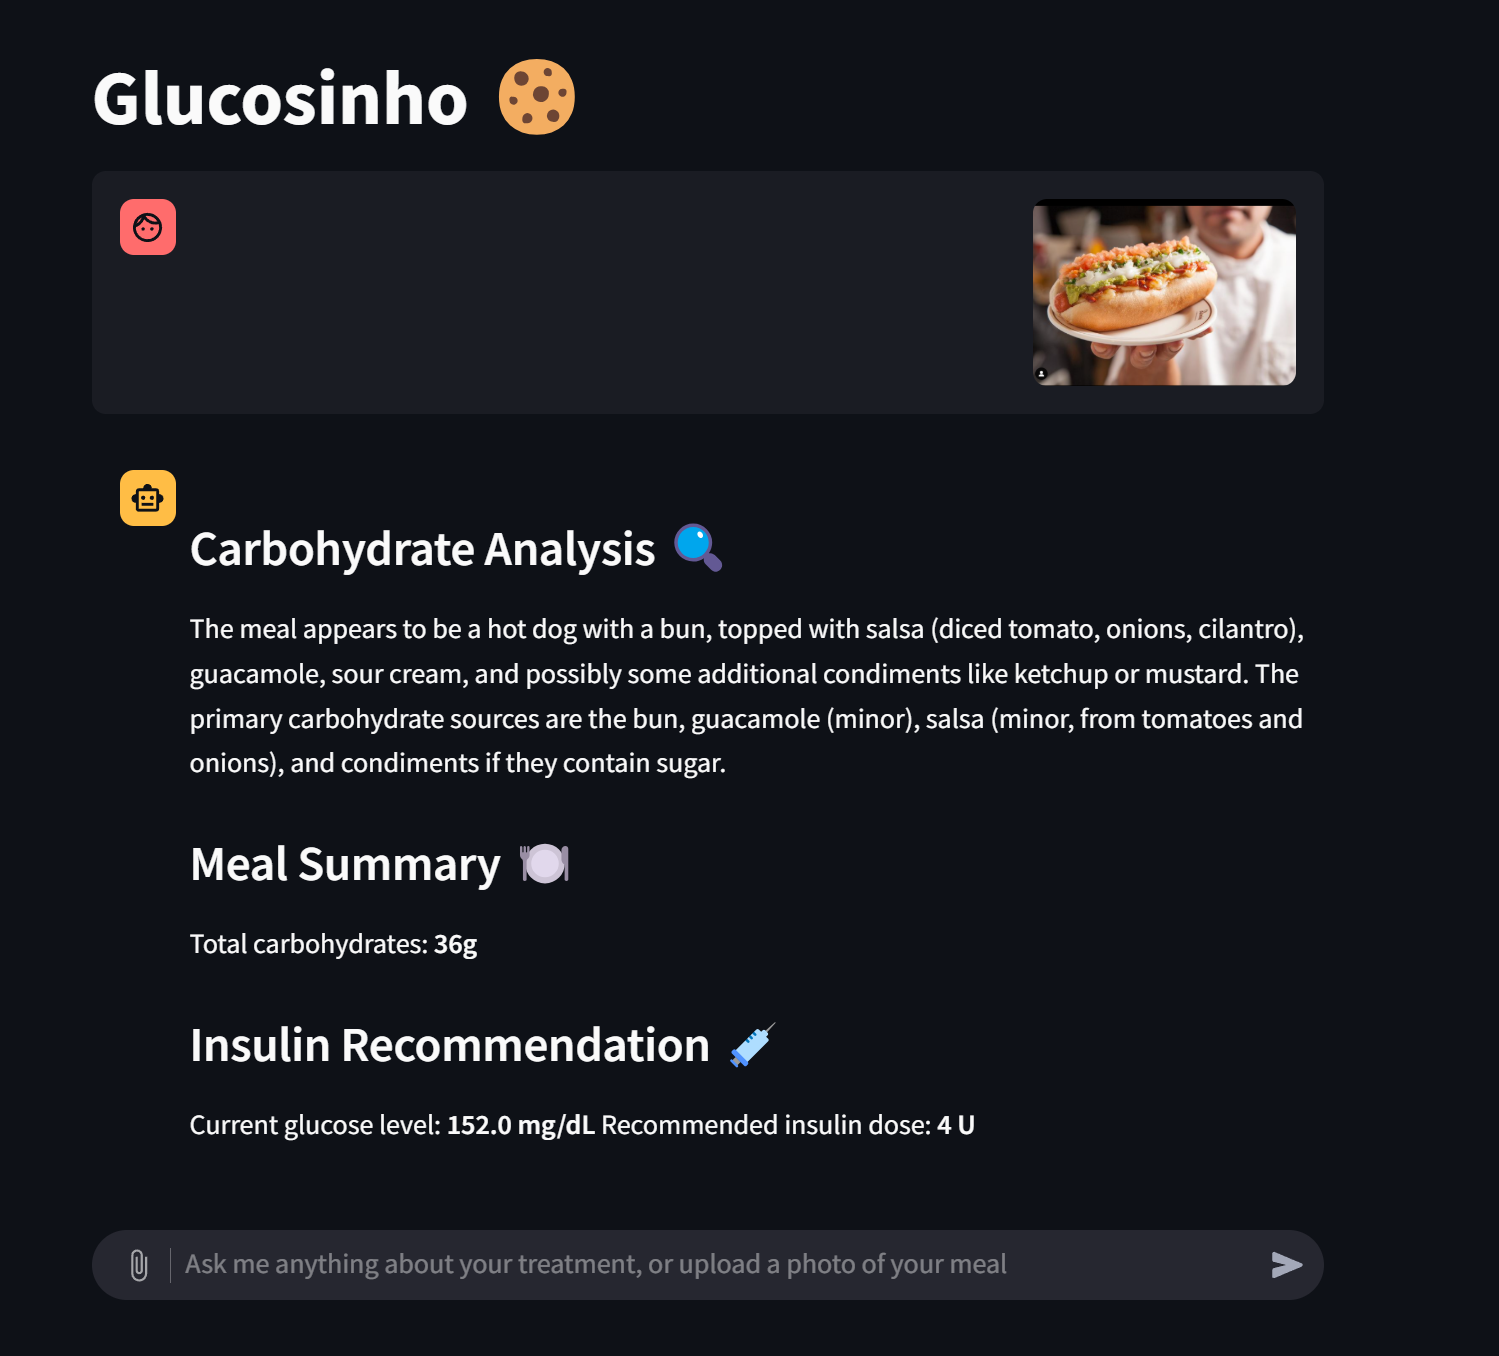 Glucosinho
Carbohydrate Analysis
The meal appears to be a hot dog with a bun, topped with salsa (diced tomato, onions, cilantro),
guacamole, sour cream, and possibly some additional condiments like ketchup or mustard. The
primary carbohydrate sources are the bun, guacamole (minor), salsa (minor, from tomatoes and
onions), and condiments if they contain sugar.
Meal Summary
Total carbohydrates: 36g
Insulin Recommendation
Current glucose level: 152.0 mg/dL Recommended insulin dose: 4 U
Ask me anything about your treatment, or upload a photo of your meal